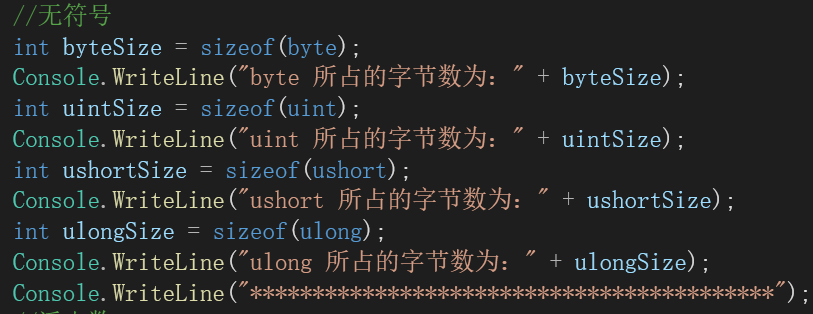 //无符号
int byteSize = sizeof(byte);
Console.WriteLine("byte 所占的字节数为：" + byteSize);
int uintSize = sizeof(uint);
Console.WriteLine("uint 所占的字节数为：" + uintSize);
int ushortSize = sizeof(ushort);
Console.WriteLine("ushort 所占的字节数为：" + ushortSize);
int ulongSize = sizeof(ulong);
Console.WriteLine("ulong 所占的字节数为：" + ulongSize);
Console.WriteLine("******************************************");